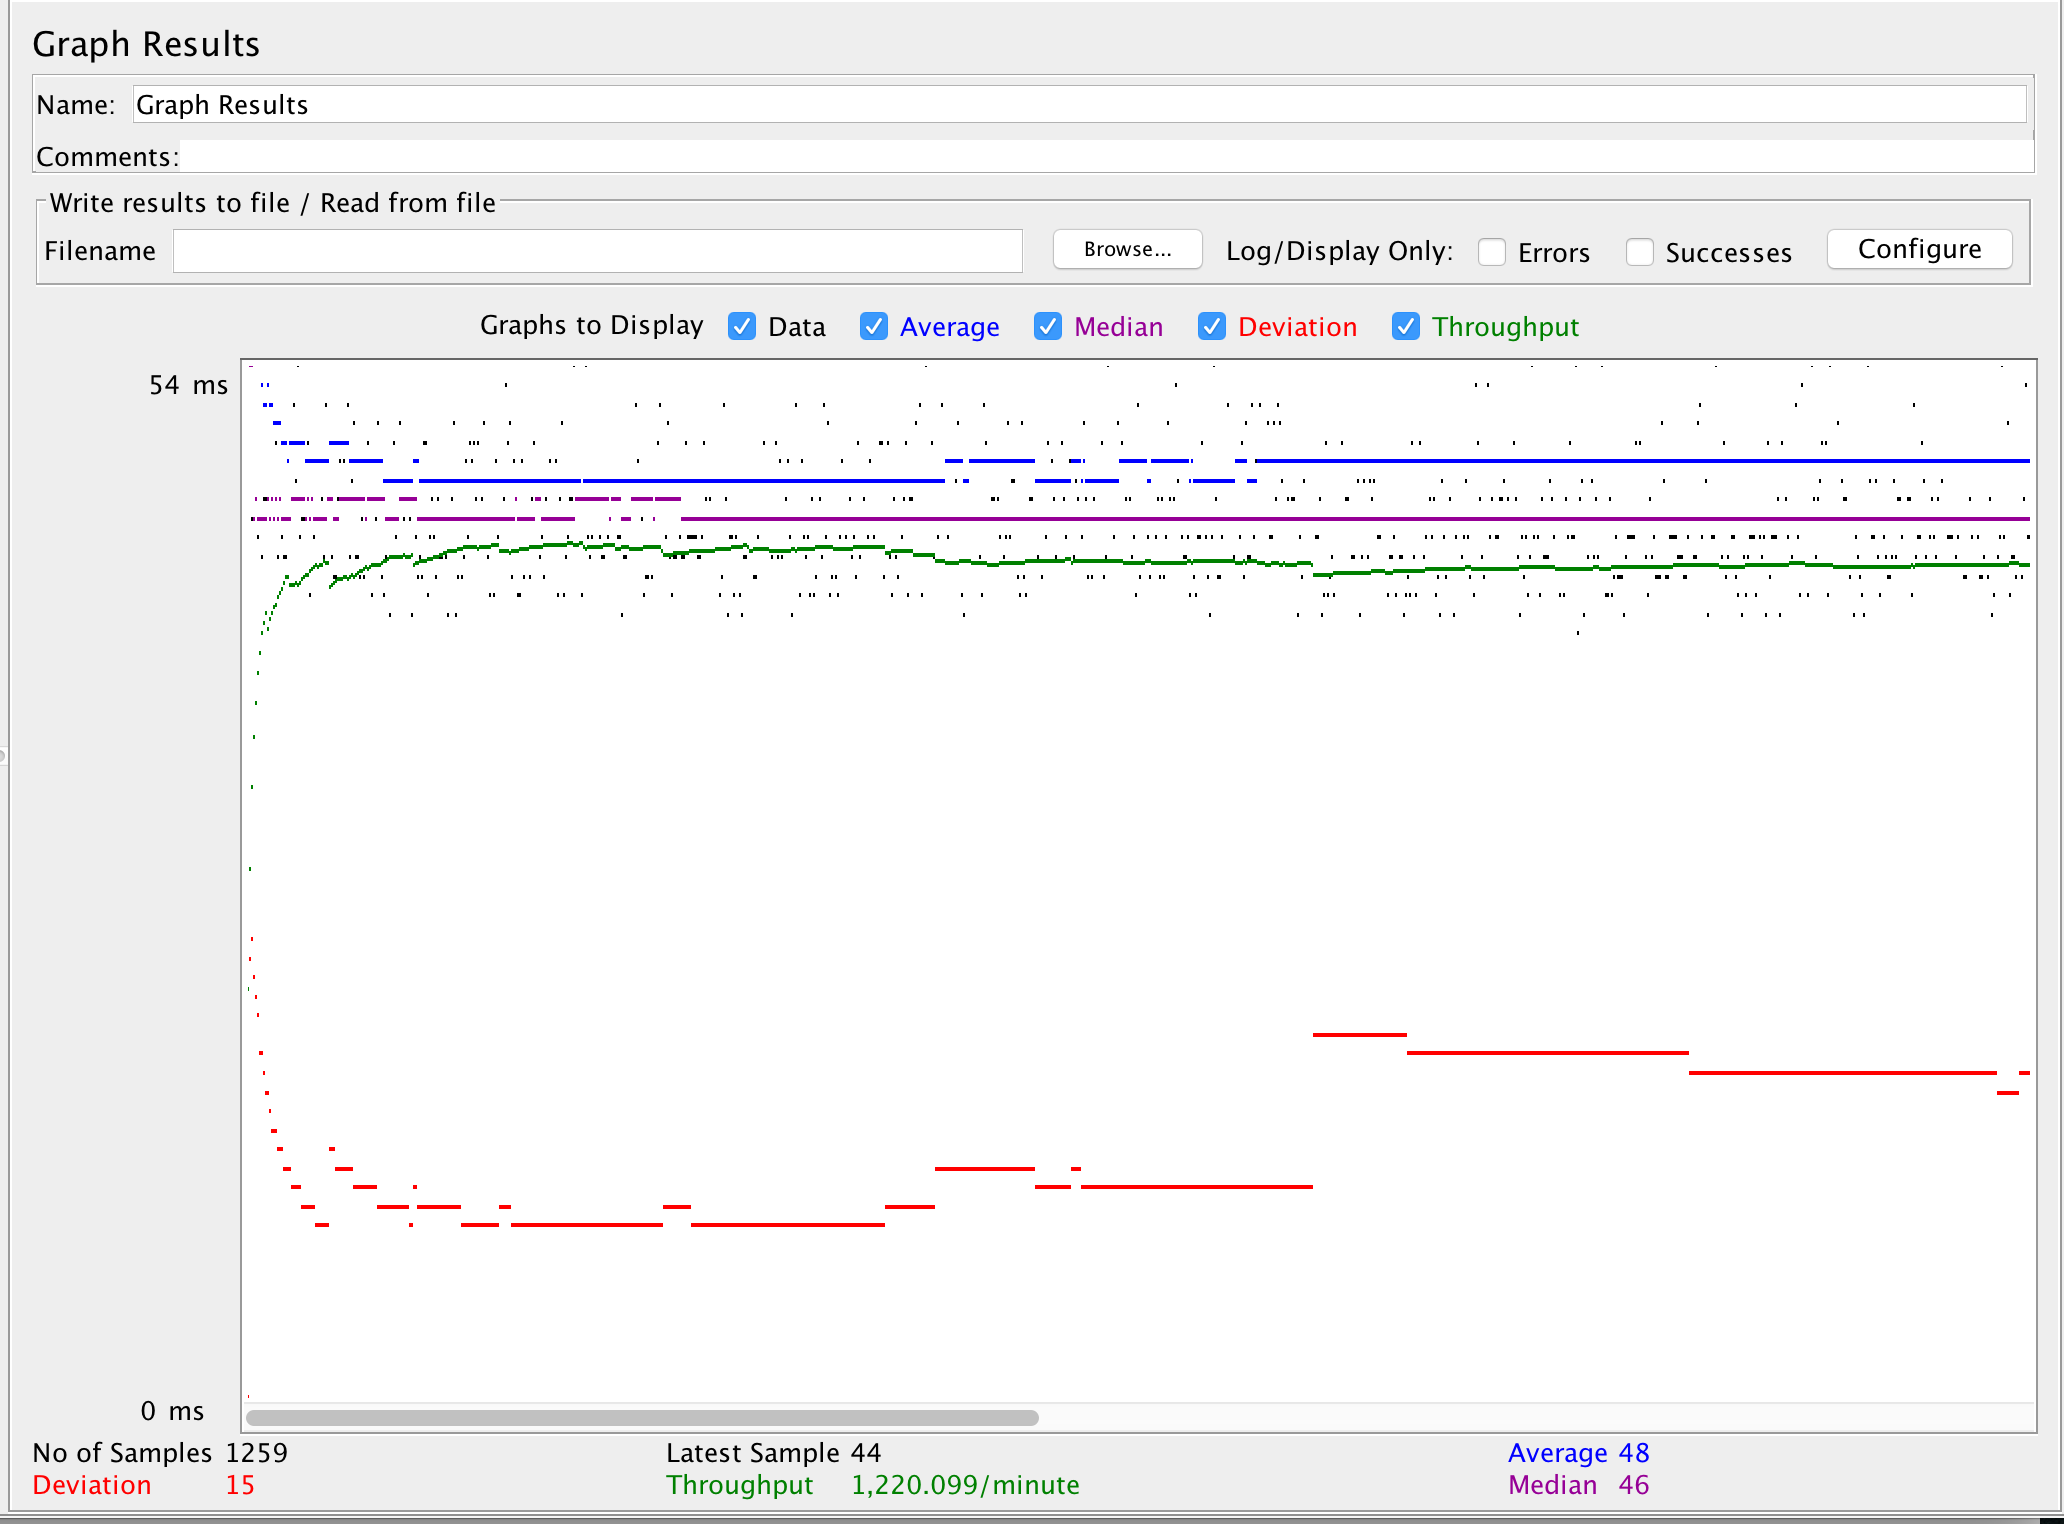 Graph Results
Name: Graph Results
Comments:
Write results to file / Read from file
Filename Browse... Log/Display Only: Errors Successes Configure
Graphs to Display Data Average Median Deviation Throughput
54 ms
0 ms
No of Samples 1259 Latest Sample 44 Average 48
Deviation 15 Throughput 1,220.099/minute Median 46